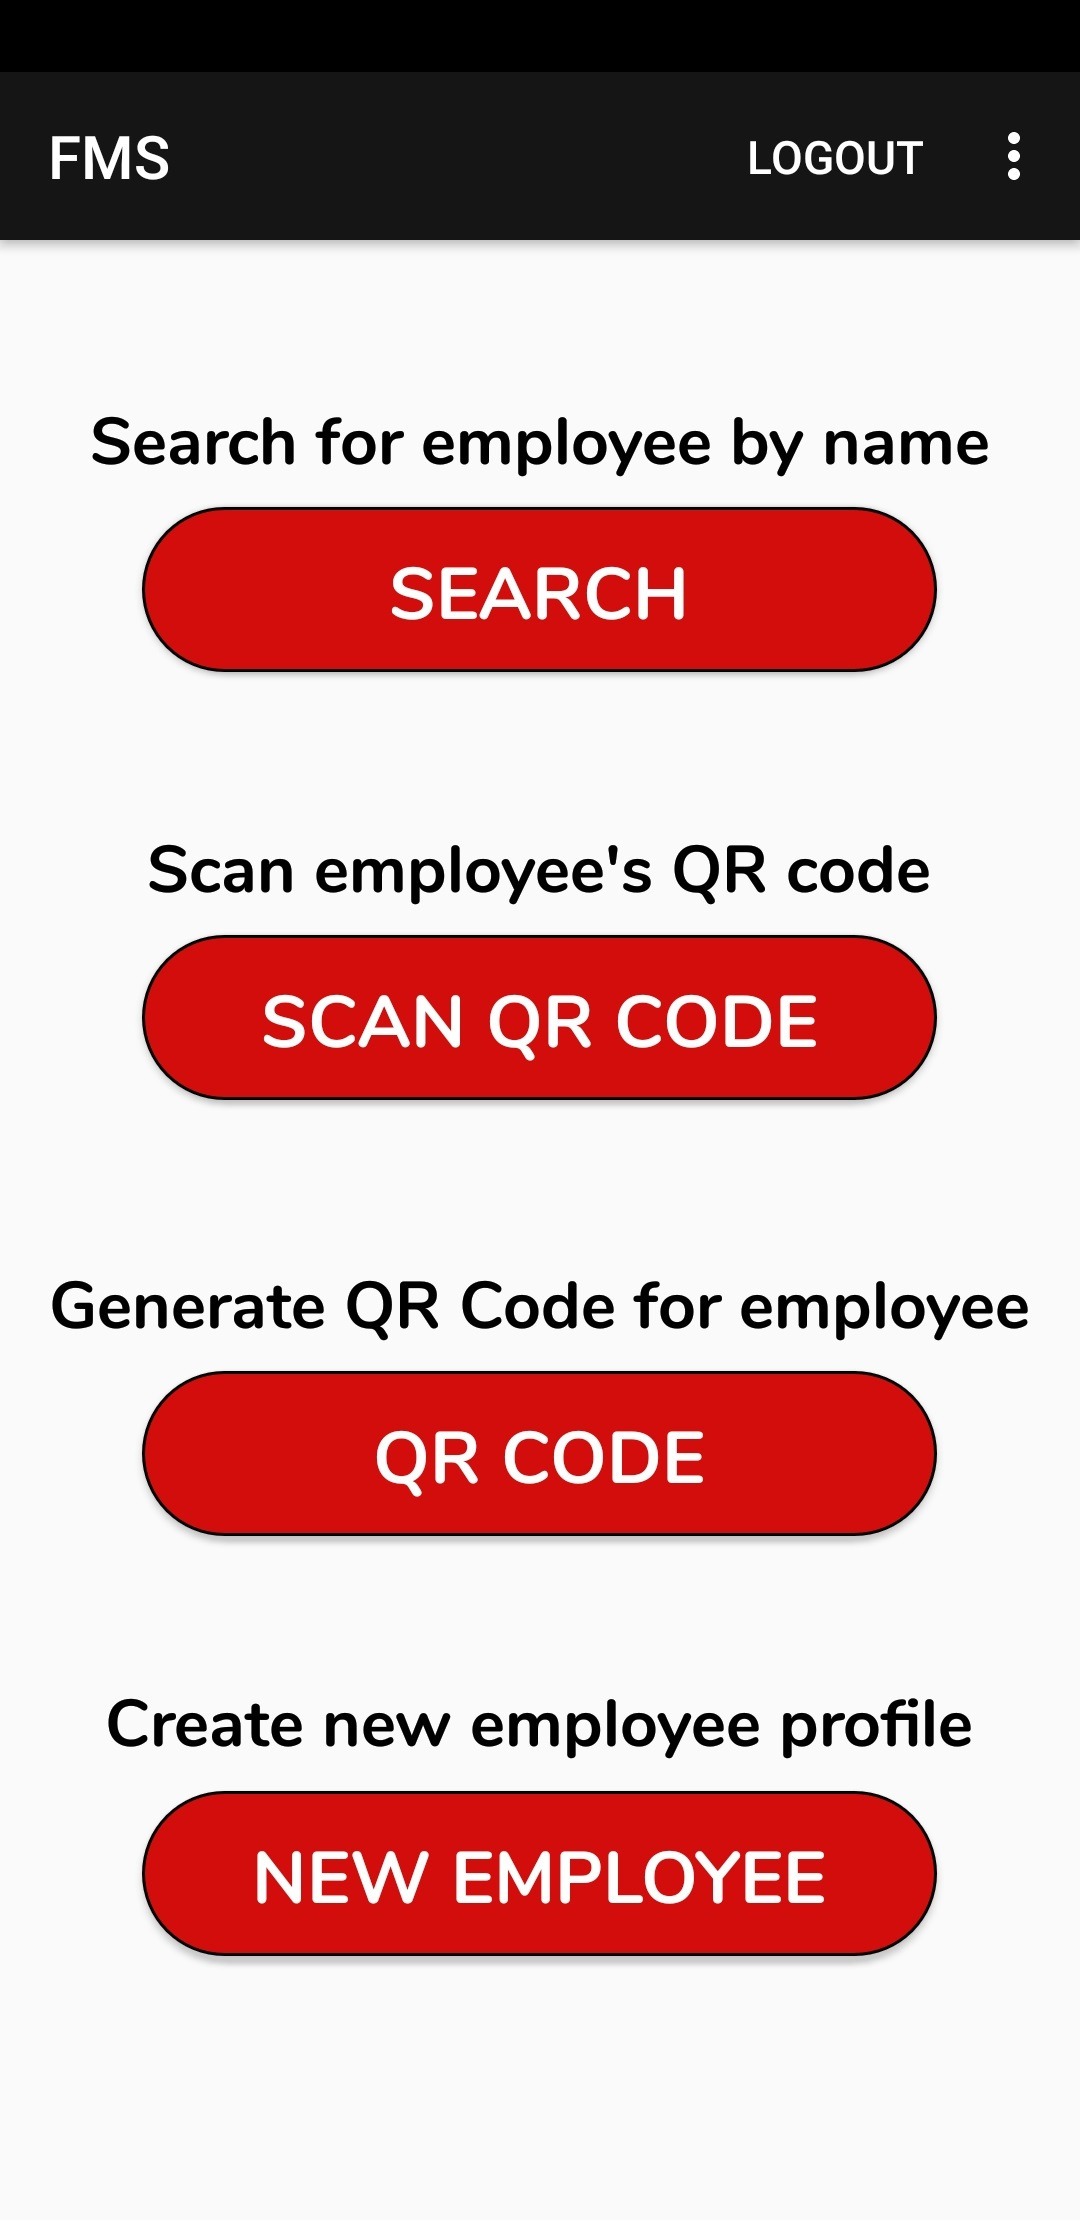 FMS
LOGOUT
Search for employee by name
SEARCH
Scan employee's QR code
SCAN QR CODE
Generate QR Code for employee
QR CODE
Create new employee profile
NEW EMPLOYEE